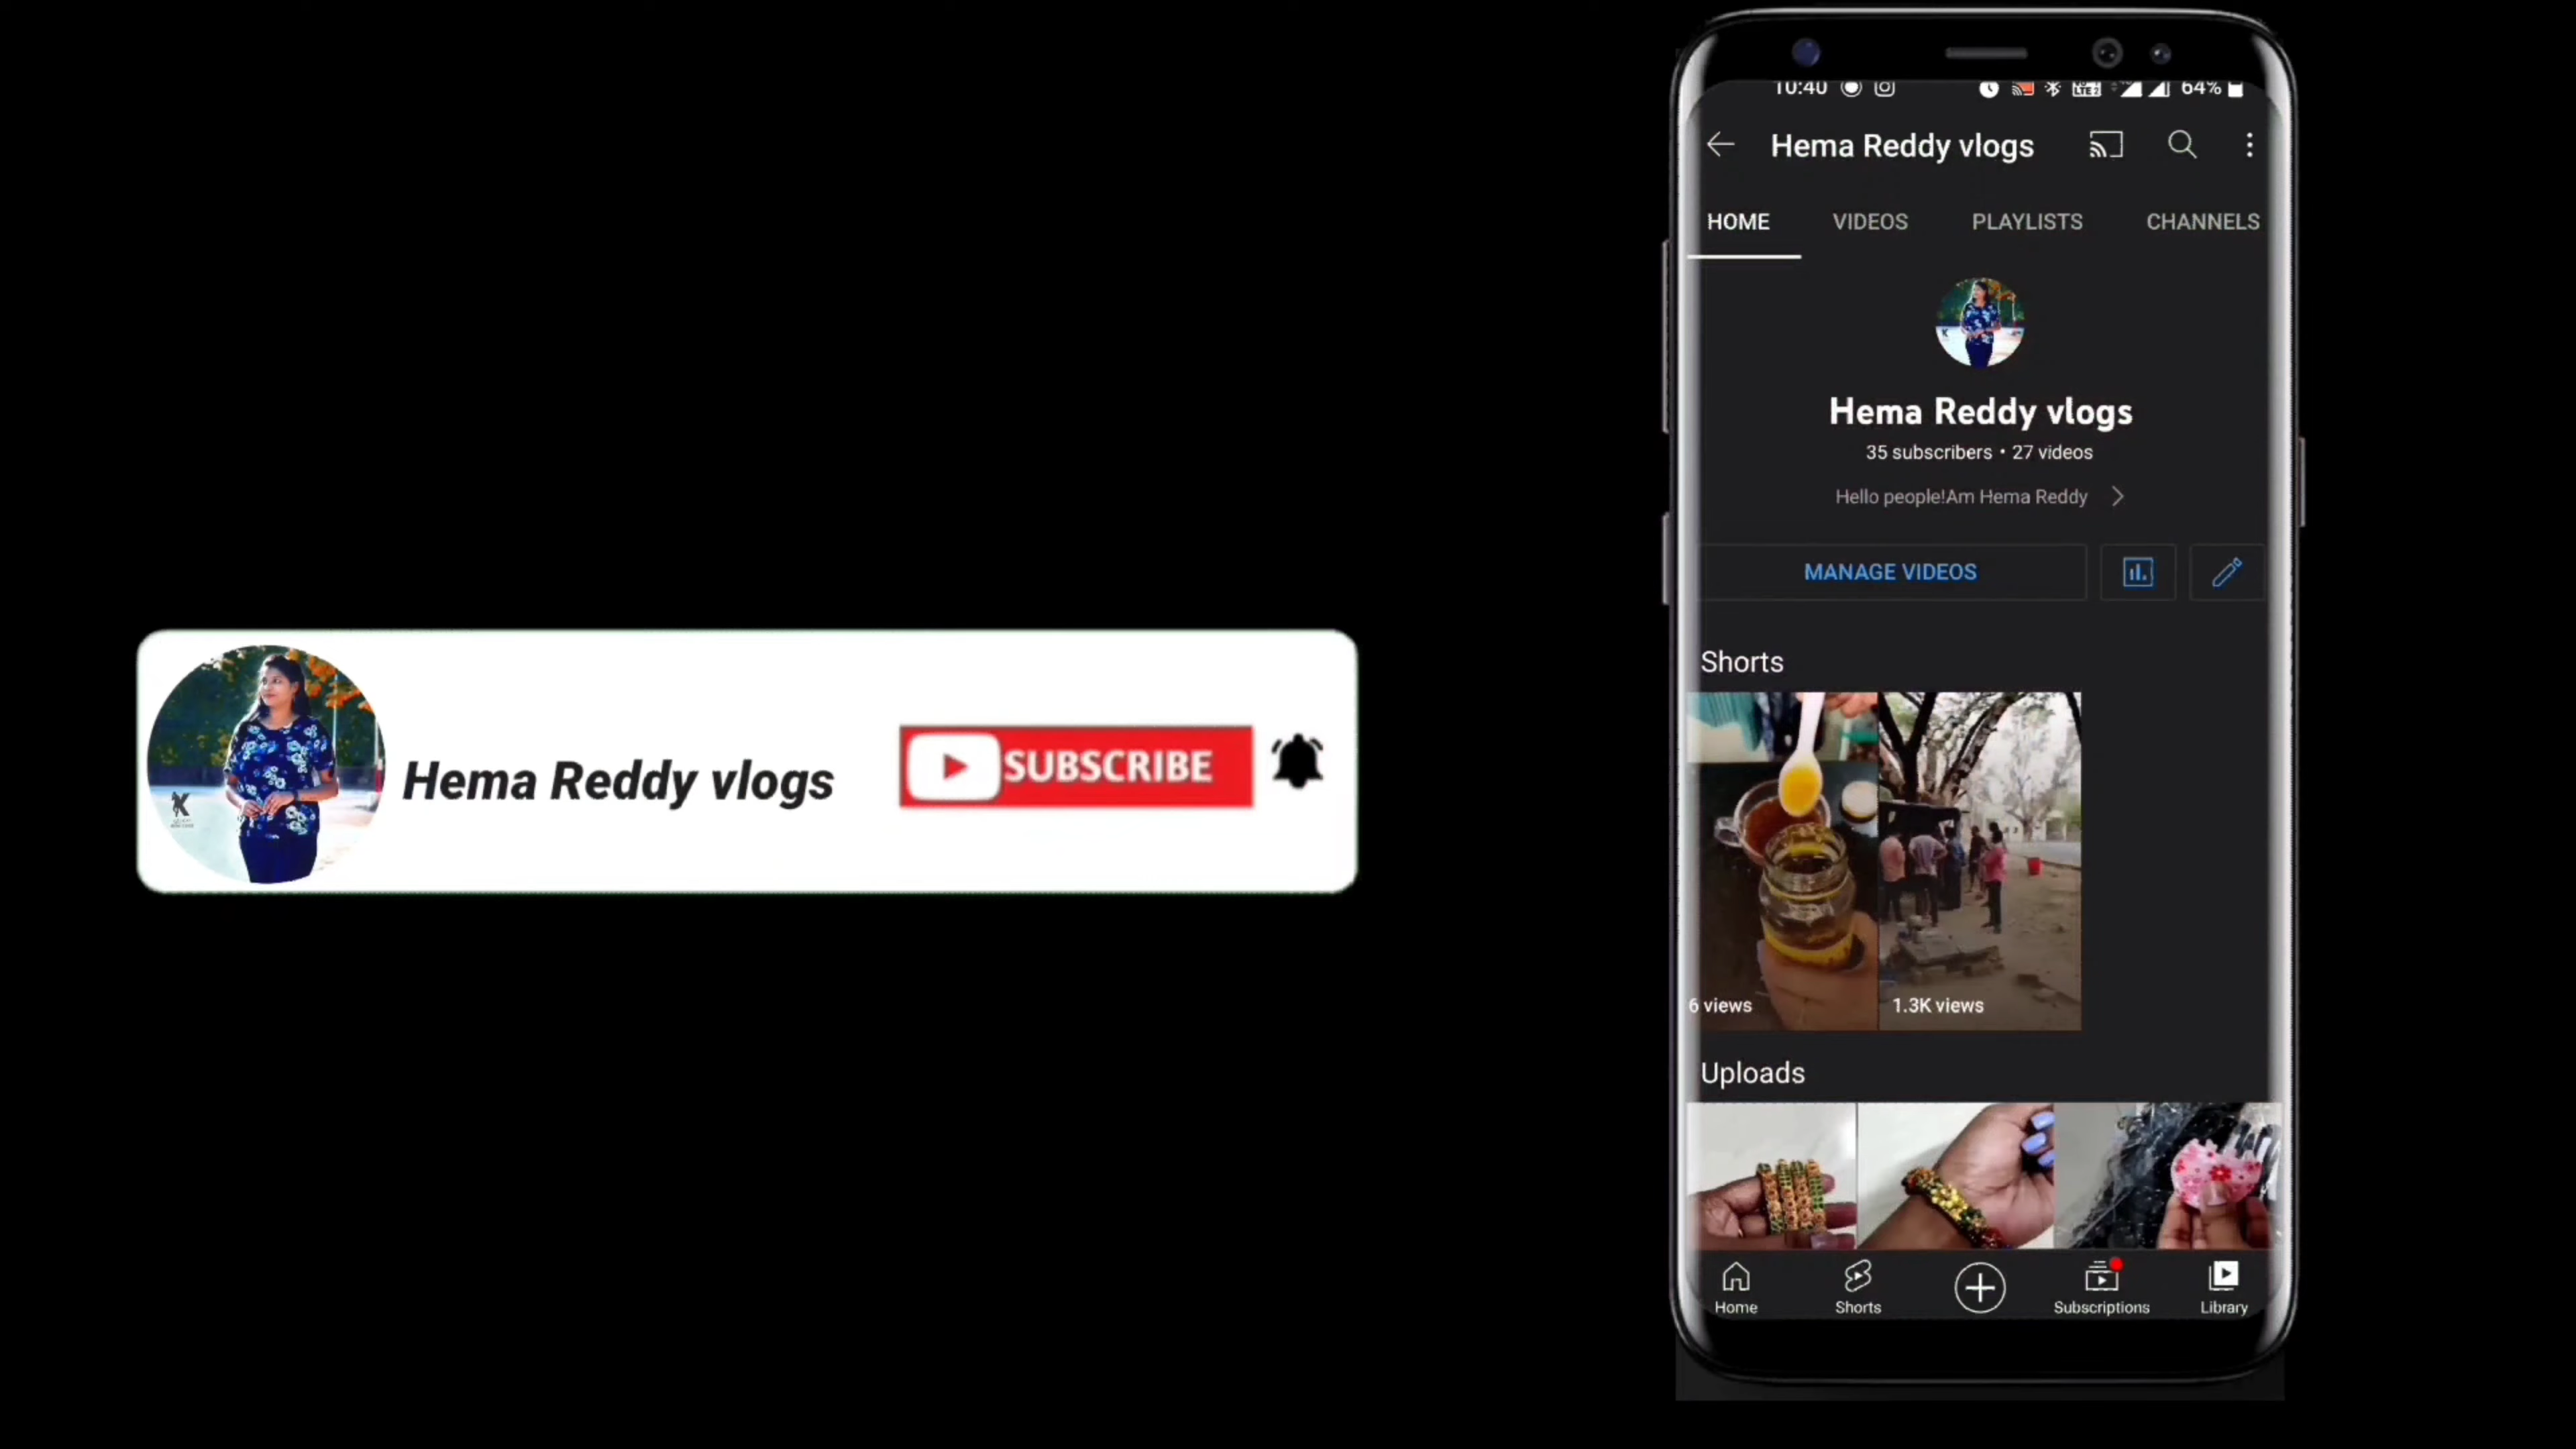 Hema Reddy vlogs
SUBSCRIBE
10:40
64%
Hema Reddy vlogs
HOME VIDEOS PLAYLISTS CHANNELS
Hema Reddy vlogs
35 subscribers • 27 videos
Hello people!Am Hema Reddy
MANAGE VIDEOS
Shorts
6 views 1.3K views
Uploads
Home Shorts Subscriptions Library